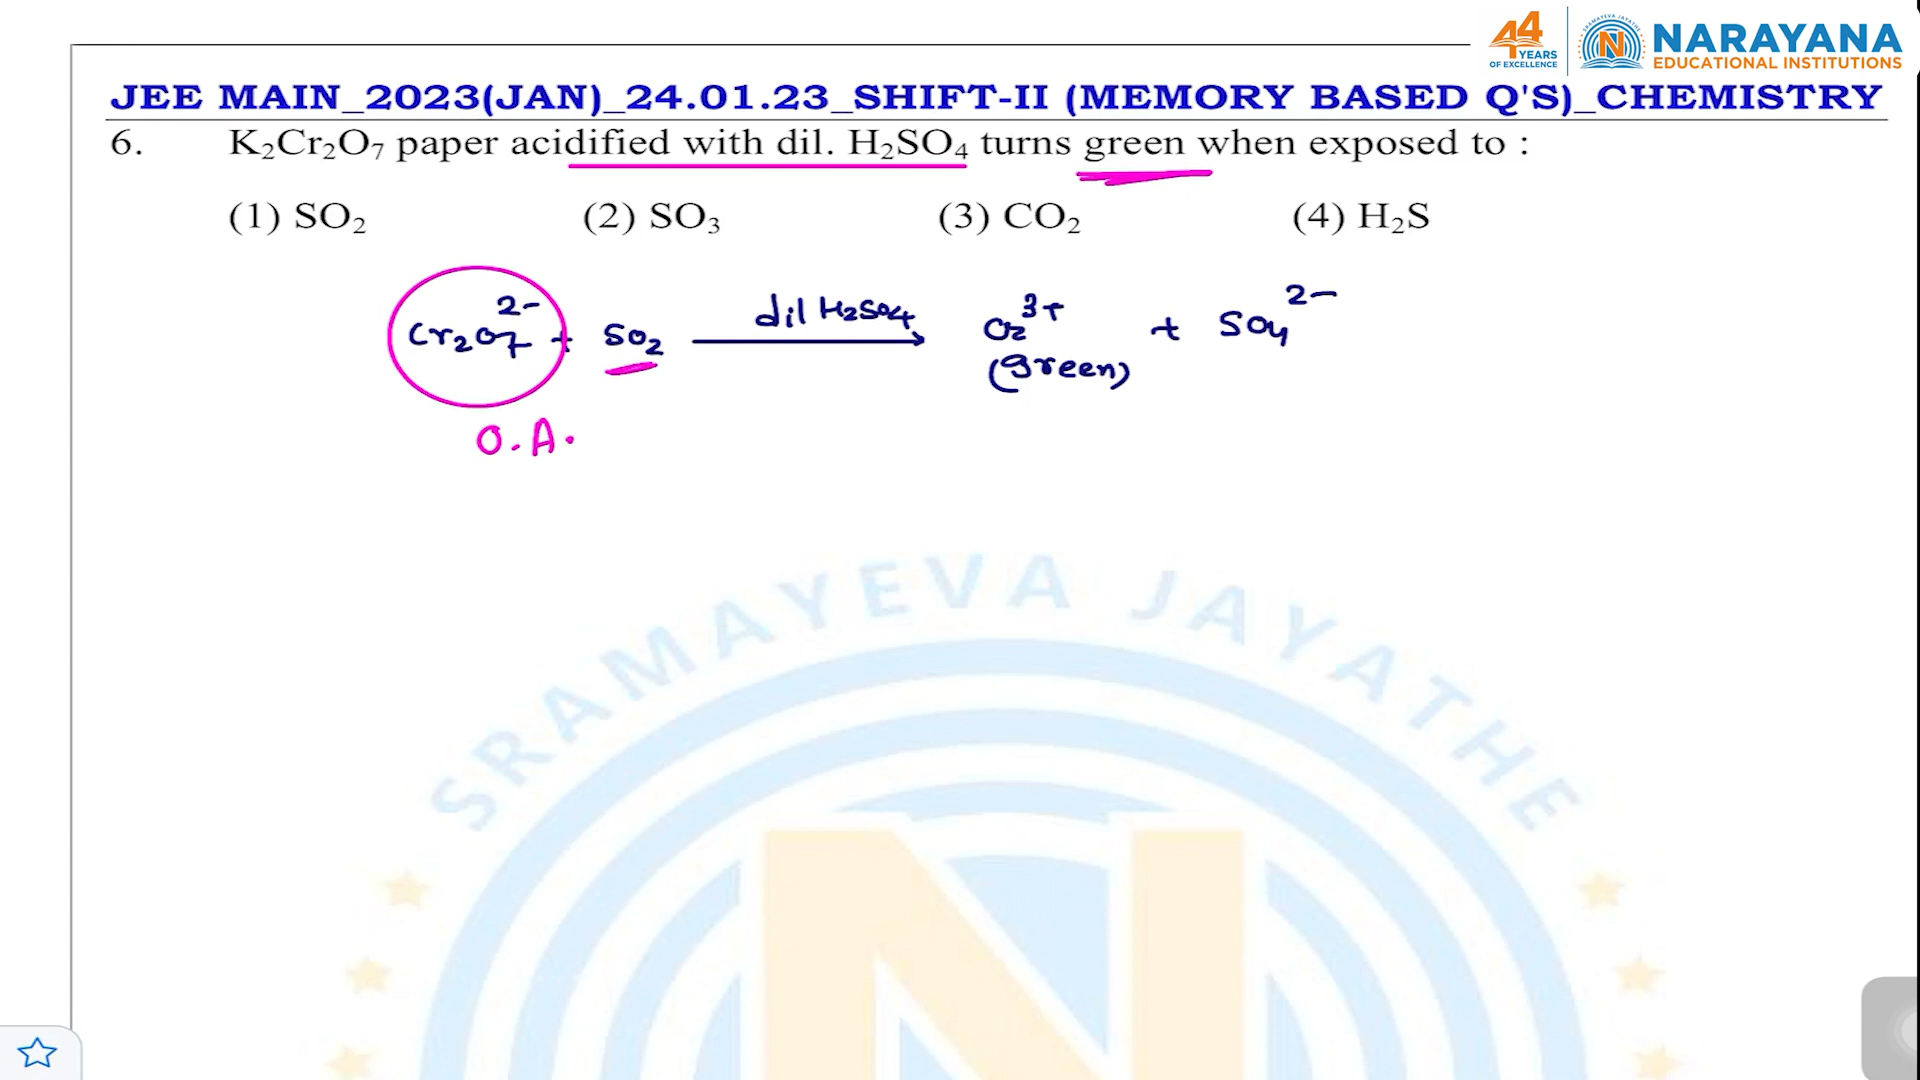 44 YEARS OF EXCELLENCE
SRAMAYEVA JAYATHE
N
NARAYANA
EDUCATIONAL INSTITUTIONS
JEE MAIN_2023(JAN)_24.01.23_SHIFT-II (MEMORY BASED Q'S)_CHEMISTRY
6. K₂Cr₂O₇ paper acidified with dil. H₂SO₄ turns green when exposed to :
(1) SO₂ (2) SO₃ (3) CO₂ (4) H₂S
Cr₂O₇²⁻ + SO₂ ⟶ dil H₂SO₄ Cr³⁺ + SO₄²⁻
(green)
O.A.
SRAMAYEVA JAYATHE
N